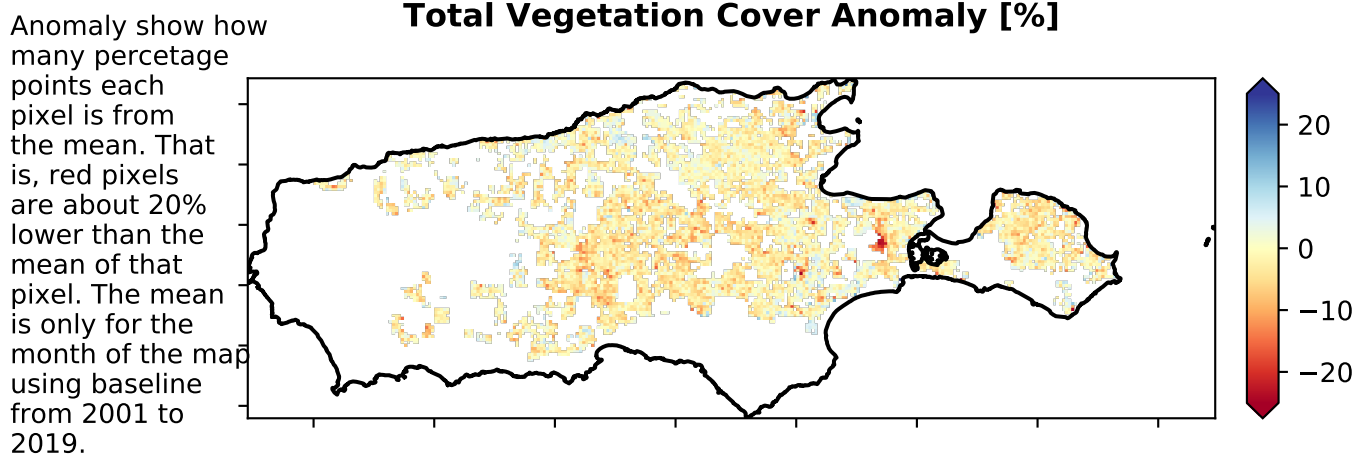 Total Vegetation Cover Anomaly [%]
Anomaly show how
many percetage
points each
pixel is from
the mean. That
is, red pixels
are about 20%
lower than the
mean of that
pixel. The mean
is only for the
month of the map
using baseline
from 2001 to
2019.
20
10
0
−10
−20